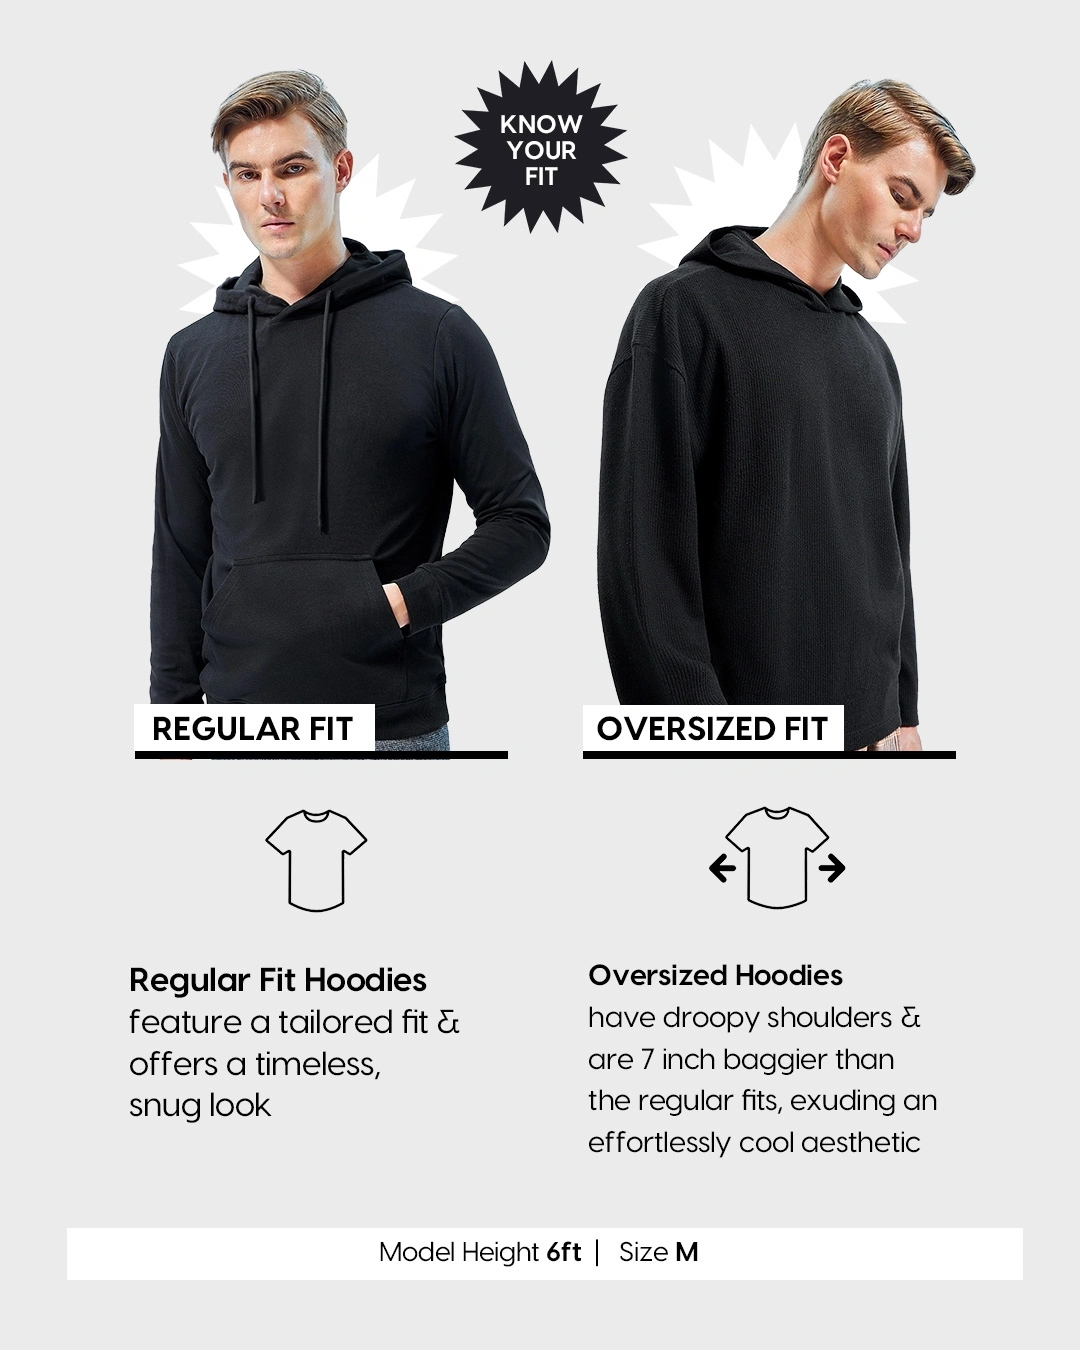 KNOW
YOUR
FIT
REGULAR FIT
OVERSIZED FIT
Regular Fit Hoodies
feature a tailored fit &
offers a timeless,
snug look
Oversized Hoodies
have droopy shoulders &
are 7 inch baggier than
the regular fits, exuding an
effortlessly cool aesthetic
Model Height 6ft | Size M